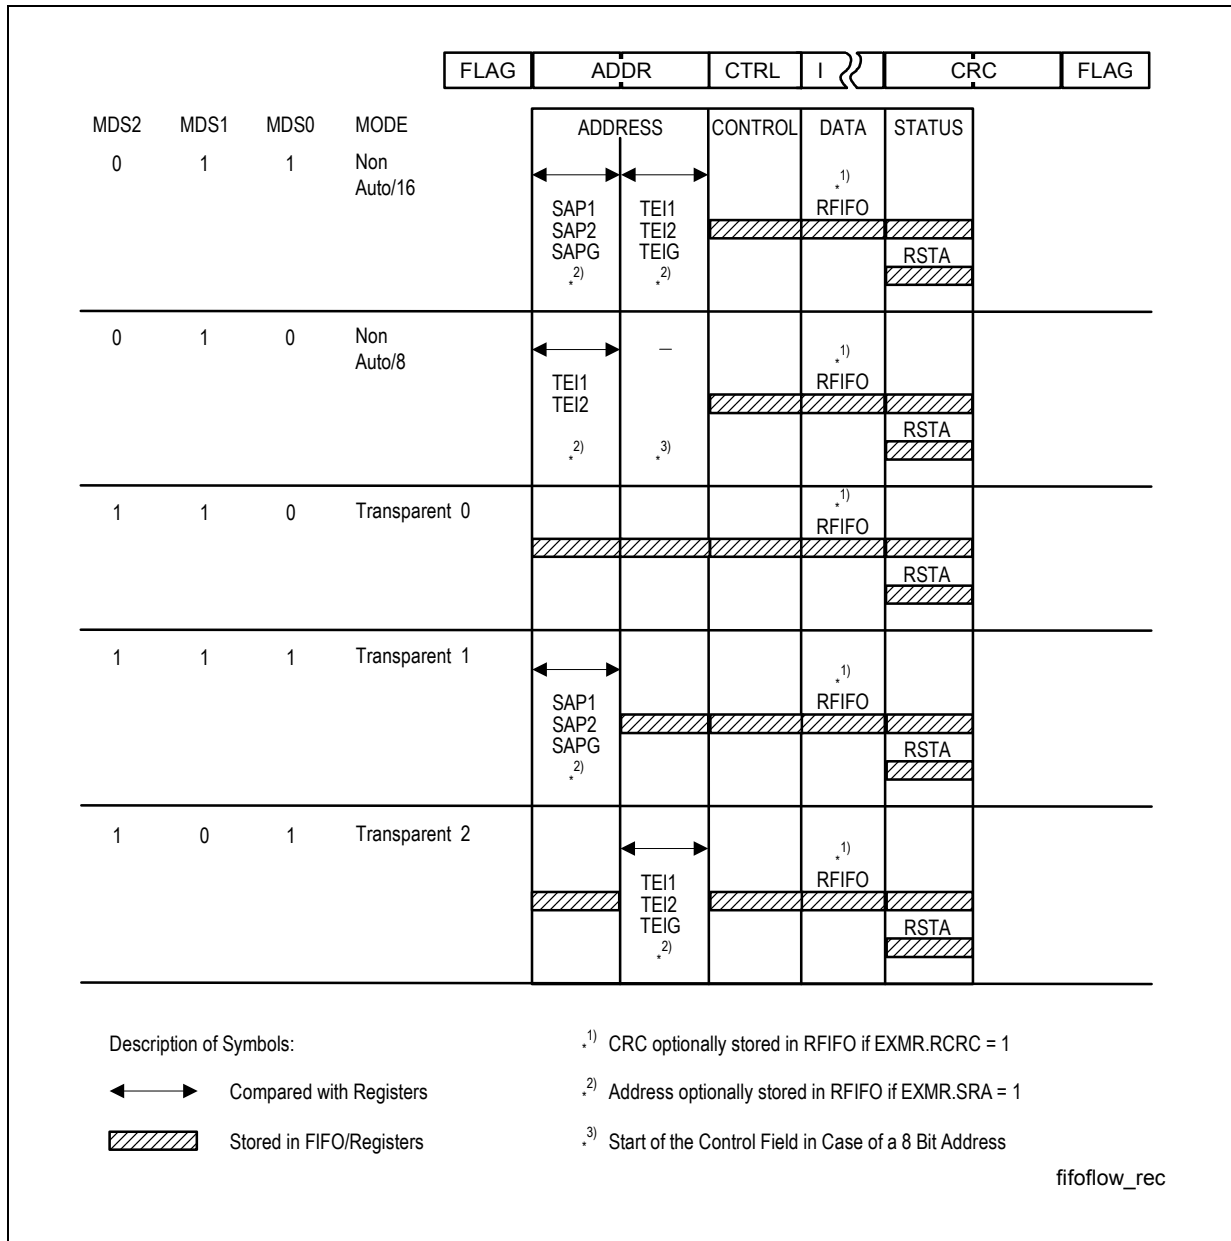 FLAG ADDR CTRL I CRC FLAG
MDS2 MDS1 MDS0 MODE ADDRESS CONTROL DATA STATUS
0 1 1 Non
Auto/16
*1)
SAP1 TEI1 RFIFO
SAP2 TEI2
SAPG TEIG RSTA
*2) *2)
0 1 0 Non – *1)
Auto/8
TEI1 RFIFO
TEI2
RSTA
*2) *3)
*1)
1 1 0 Transparent 0
RFIFO
RSTA
1 1 1 Transparent 1
*1)
SAP1 RFIFO
SAP2
SAPG RSTA
*2)
1 0 1 Transparent 2
*1)
TEI1 RFIFO
TEI2
TEIG RSTA
*2)
Description of Symbols: *1) CRC optionally stored in RFIFO if EXMR.RCRC = 1
Compared with Registers *2) Address optionally stored in RFIFO if EXMR.SRA = 1
Stored in FIFO/Registers *3) Start of the Control Field in Case of a 8 Bit Address
fifoflow_rec